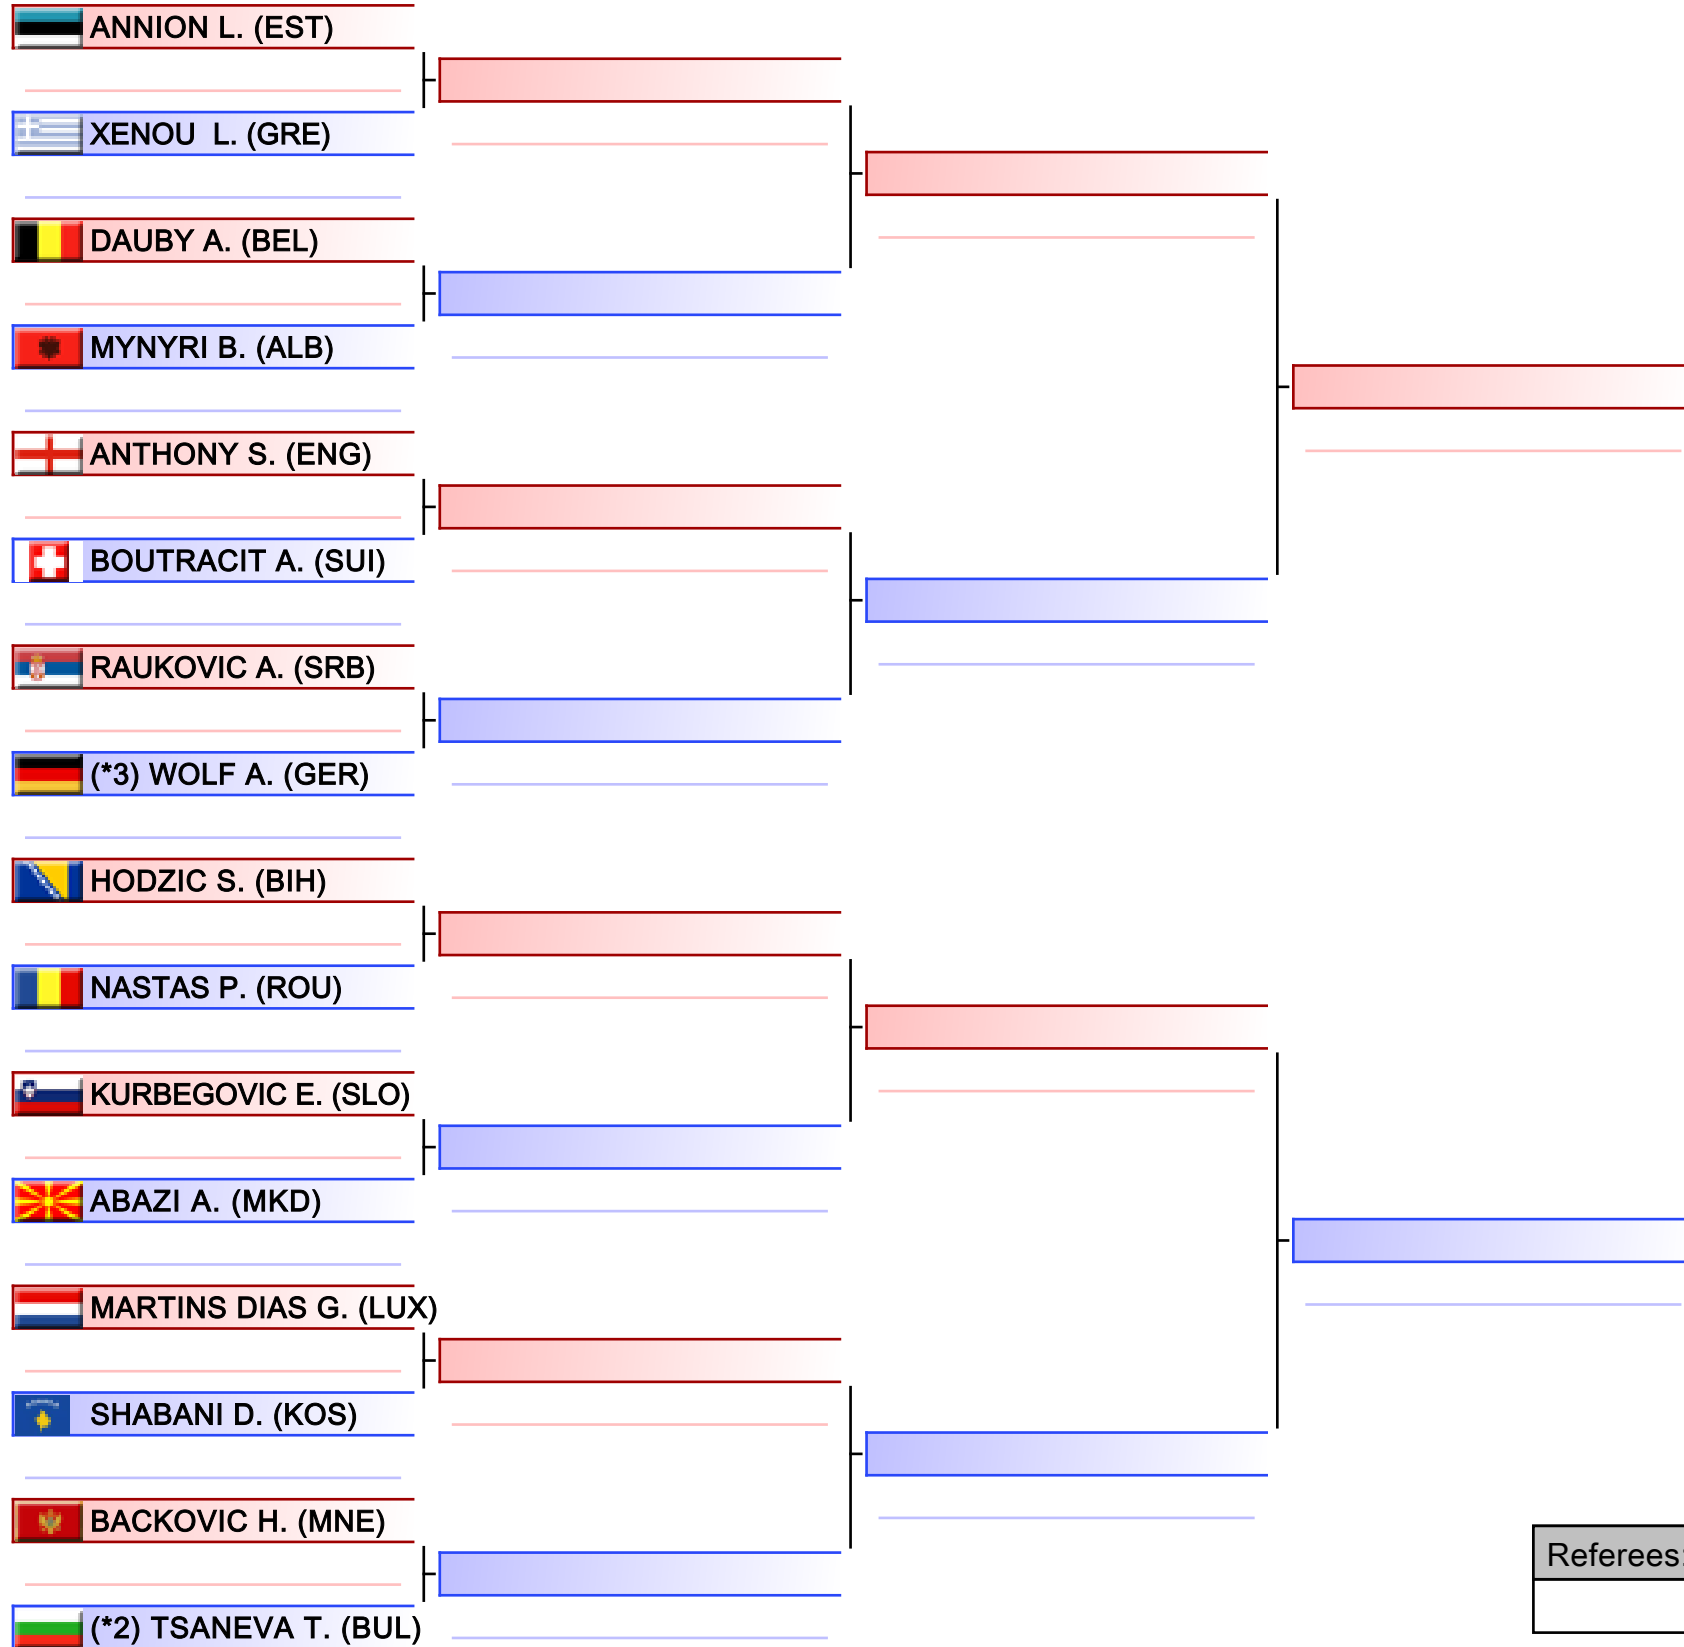 ANNION L. (EST)
XENOU  L. (GRE)
DAUBY A. (BEL)
MYNYRI B. (ALB)
ANTHONY S. (ENG)
BOUTRACIT A. (SUI)
RAUKOVIC A. (SRB)
(*3) WOLF A. (GER)
HODZIC S. (BIH)
NASTAS P. (ROU)
KURBEGOVIC E. (SLO)
ABAZI A. (MKD)
MARTINS DIAS G. (LUX)
SHABANI D. (KOS)
BACKOVIC H. (MNE)
Referees:
(*2) TSANEVA T. (BUL)